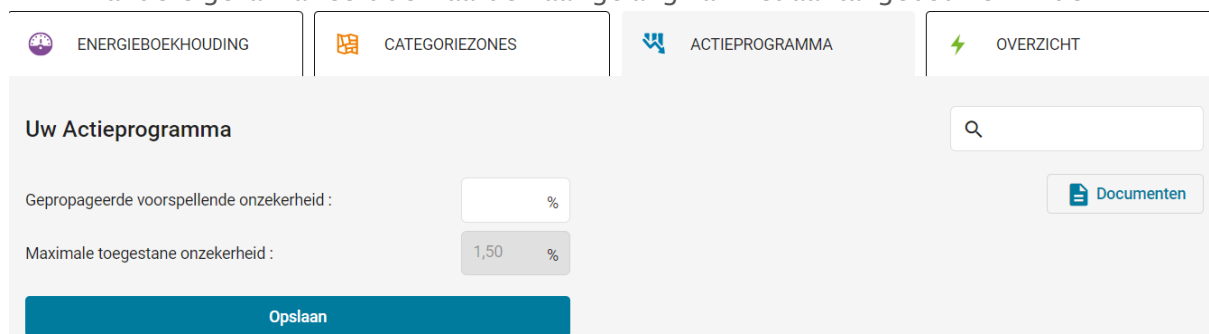 ENERGIEBOEKHOUDING CATEGORIEZONES ACTIEPROGRAMMA OVERZICHT
Uw Actieprogramma
Documenten
Gepropageerde voorspellende onzekerheid : %
Maximale toegestane onzekerheid : 1,50 %
Opslaan